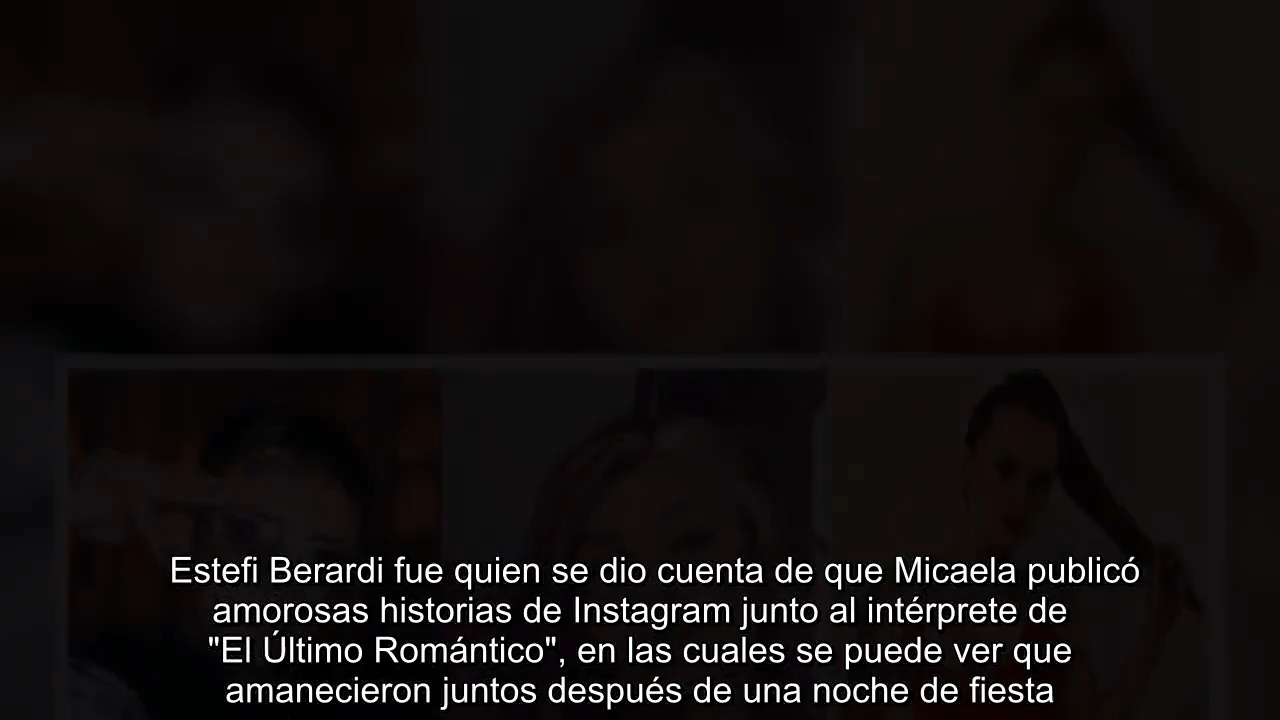 Estefi Berardi fue quien se dio cuenta de que Micaela publicó
amorosas historias de Instagram junto al intérprete de
"El Último Romántico", en las cuales se puede ver que
amanecieron juntos después de una noche de fiesta